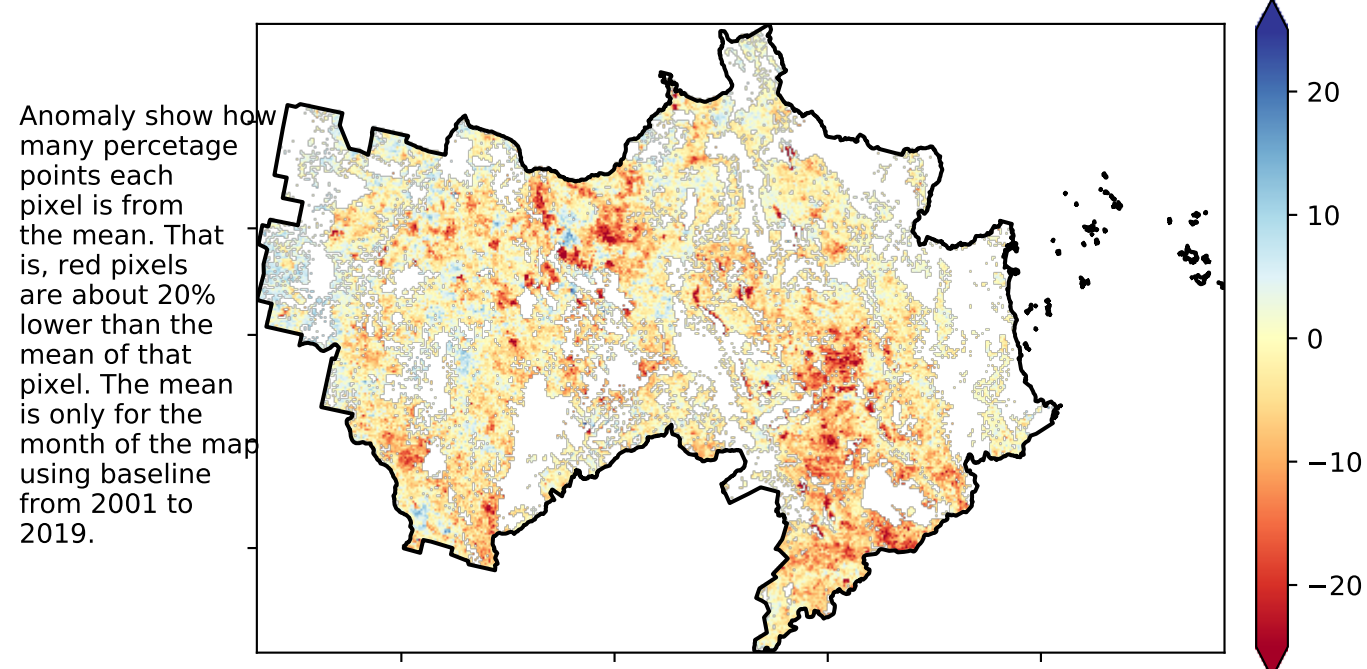 Anomaly show how
many percetage
points each
pixel is from
the mean. That
is, red pixels
are about 20%
lower than the
mean of that
pixel. The mean
is only for the
month of the map
using baseline
from 2001 to
2019.
20
10
0
−10
−20